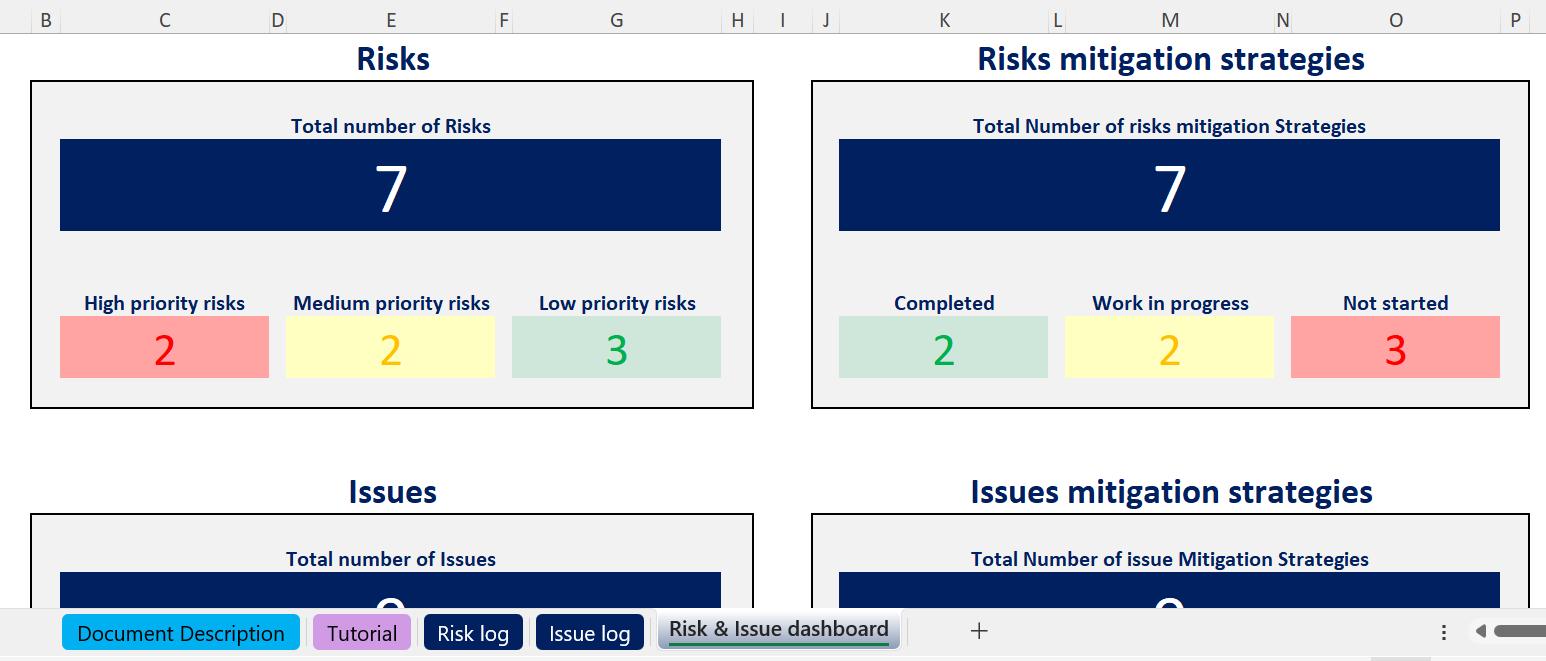 B C D E F G H I J K L M N O P
Risks
Risks mitigation strategies
Total number of Risks
Total Number of risks mitigation Strategies
7
7
High priority risks
Medium priority risks
Low priority risks
Completed
Work in progress
Not started
2
2
3
2
2
3
Issues
Issues mitigation strategies
Total number of Issues
Total Number of issue Mitigation Strategies
Document Description
Tutorial
Risk log
Issue log
Risk & Issue dashboard